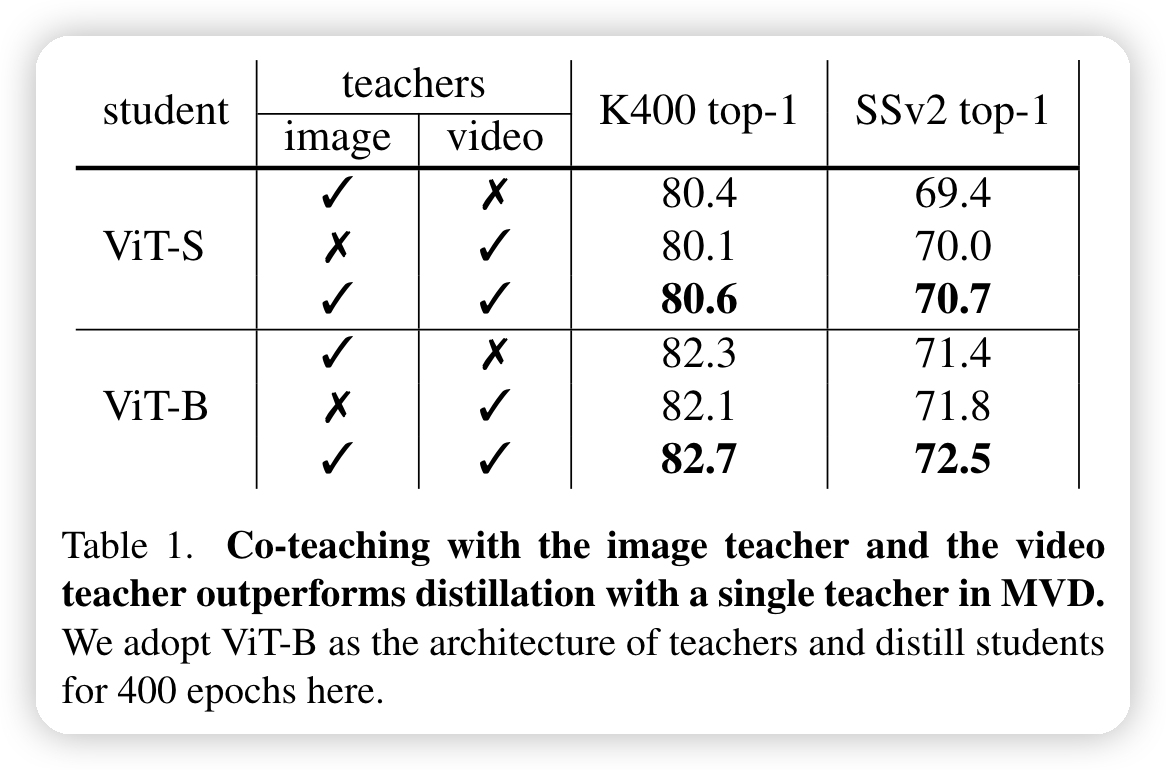 student teachers K400 top-1 SSv2 top-1
image video
✓ ✗ 80.4 69.4
ViT-S ✗ ✓ 80.1 70.0
✓ ✓ 80.6 70.7
✓ ✗ 82.3 71.4
ViT-B ✗ ✓ 82.1 71.8
✓ ✓ 82.7 72.5
Table 1. Co-teaching with the image teacher and the video
teacher outperforms distillation with a single teacher in MVD.
We adopt ViT-B as the architecture of teachers and distill students
for 400 epochs here.